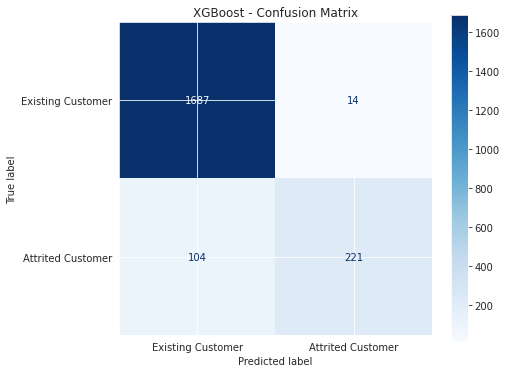 XGBoost - Confusion Matrix
True label
Existing Customer
Attrited Customer
1687
14
104
221
Existing Customer
Attrited Customer
Predicted label
1600
1400
1200
1000
800
600
400
200